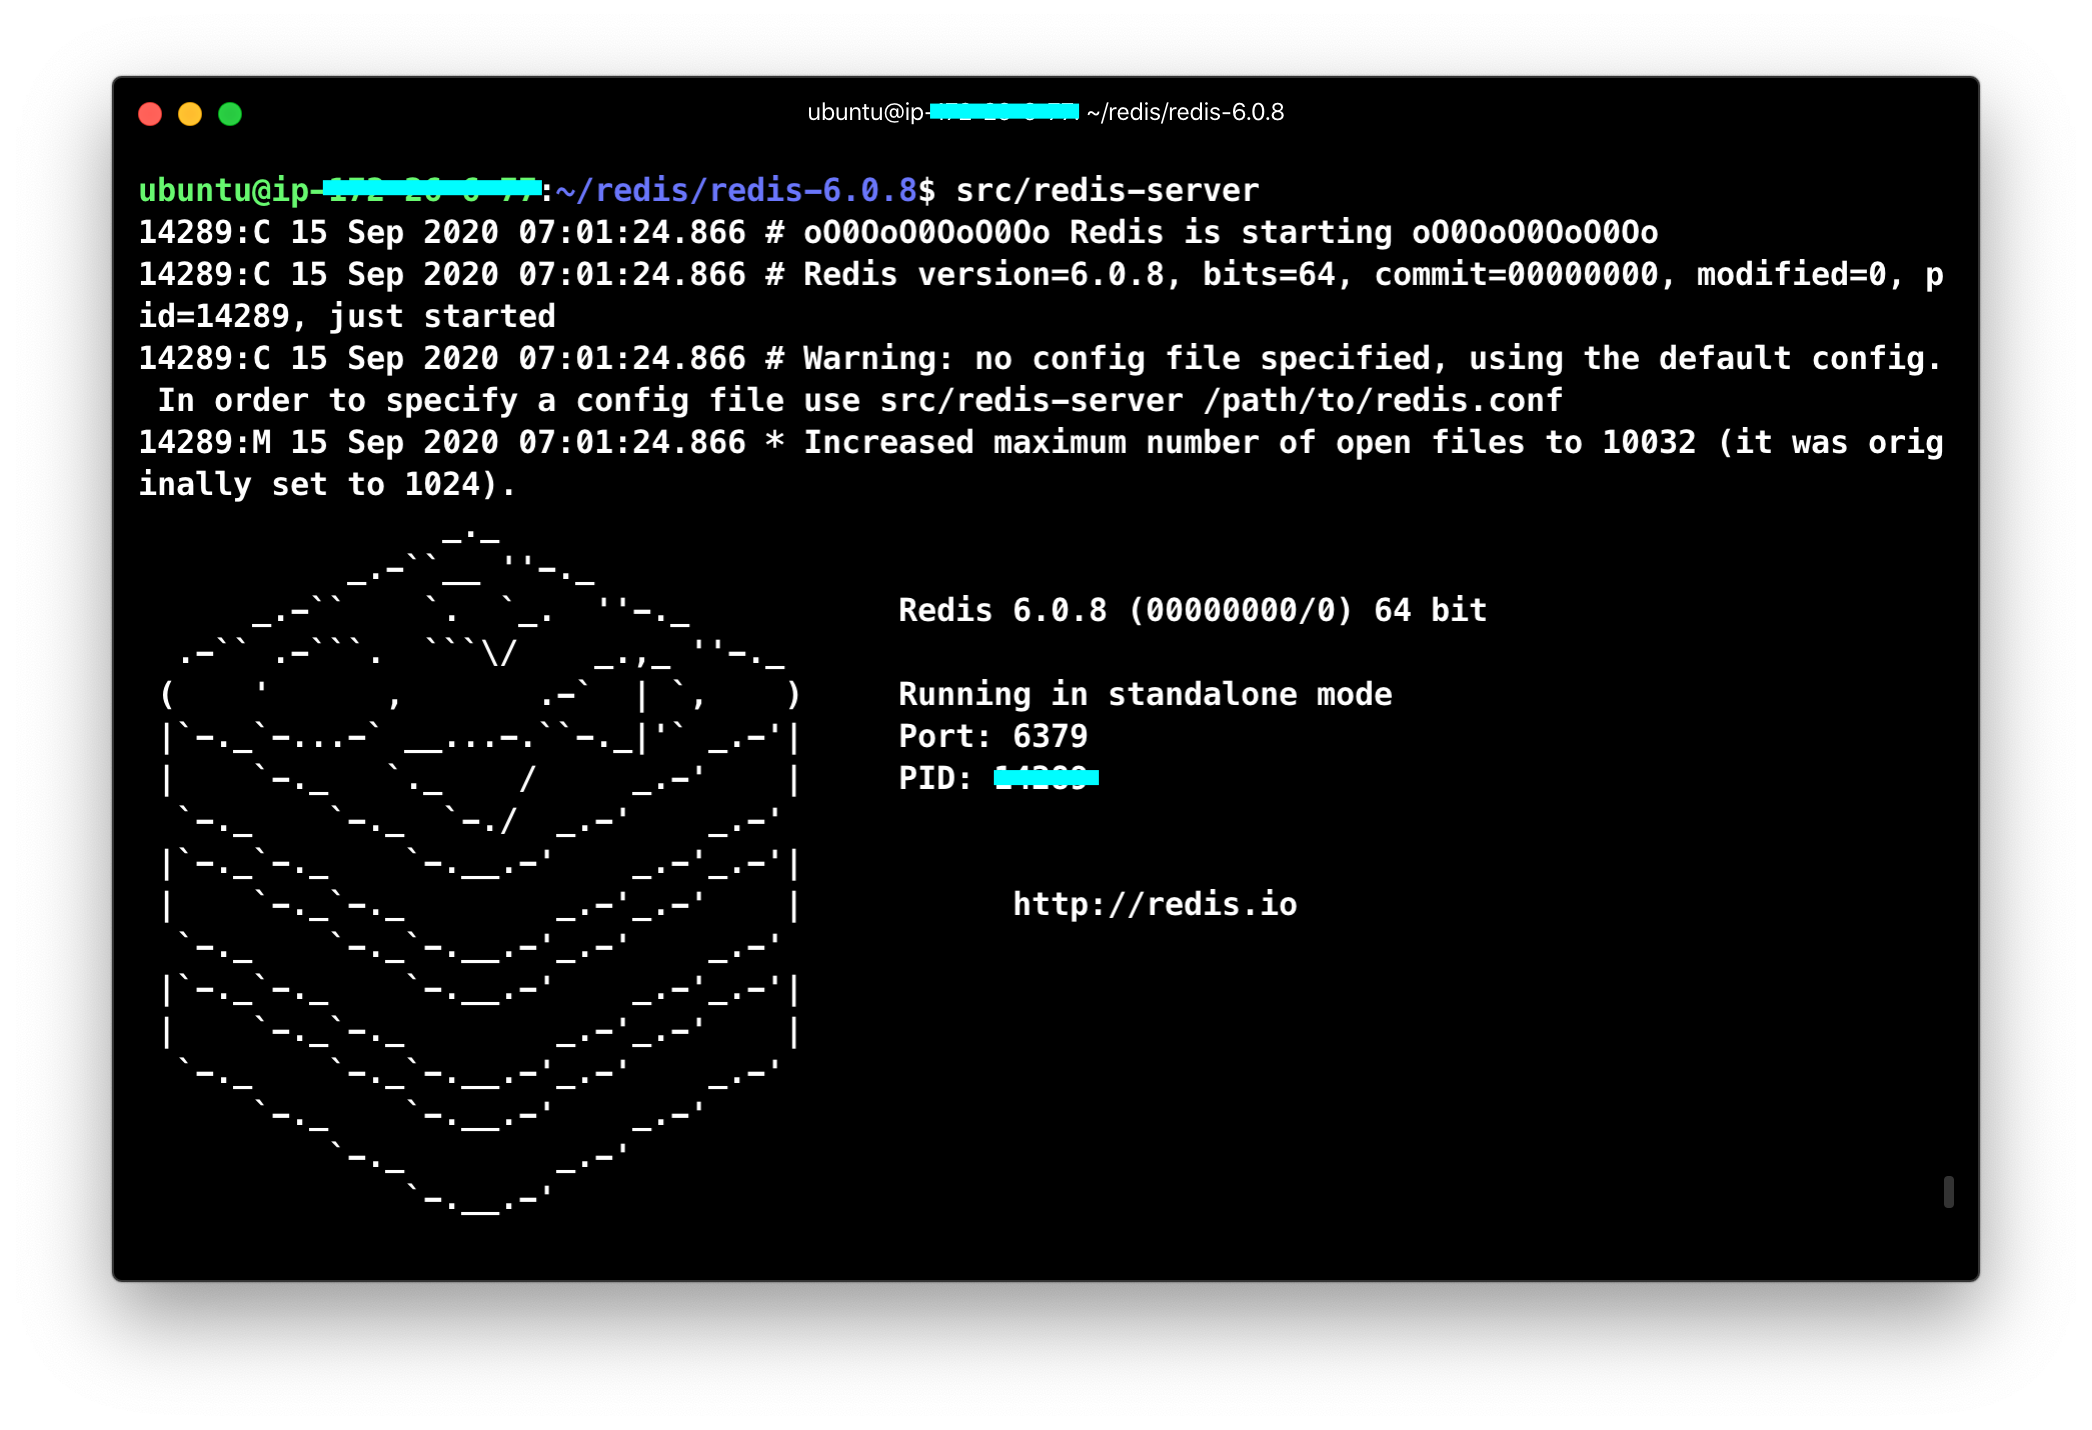 ubuntu@ip- ~/redis/redis-6.0.8
ubuntu@ip-:~/redis/redis-6.0.8$ src/redis-server
14289:C 15 Sep 2020 07:01:24.866 # oO0OoO0OoO0Oo Redis is starting oO0OoO0OoO0Oo
14289:C 15 Sep 2020 07:01:24.866 # Redis version=6.0.8, bits=64, commit=00000000, modified=0, p
id=14289, just started
14289:C 15 Sep 2020 07:01:24.866 # Warning: no config file specified, using the default config.
 In order to specify a config file use src/redis-server /path/to/redis.conf
14289:M 15 Sep 2020 07:01:24.866 * Increased maximum number of open files to 10032 (it was orig
inally set to 1024).
Redis 6.0.8 (00000000/0) 64 bit
Running in standalone mode
Port: 6379
PID:
http://redis.io